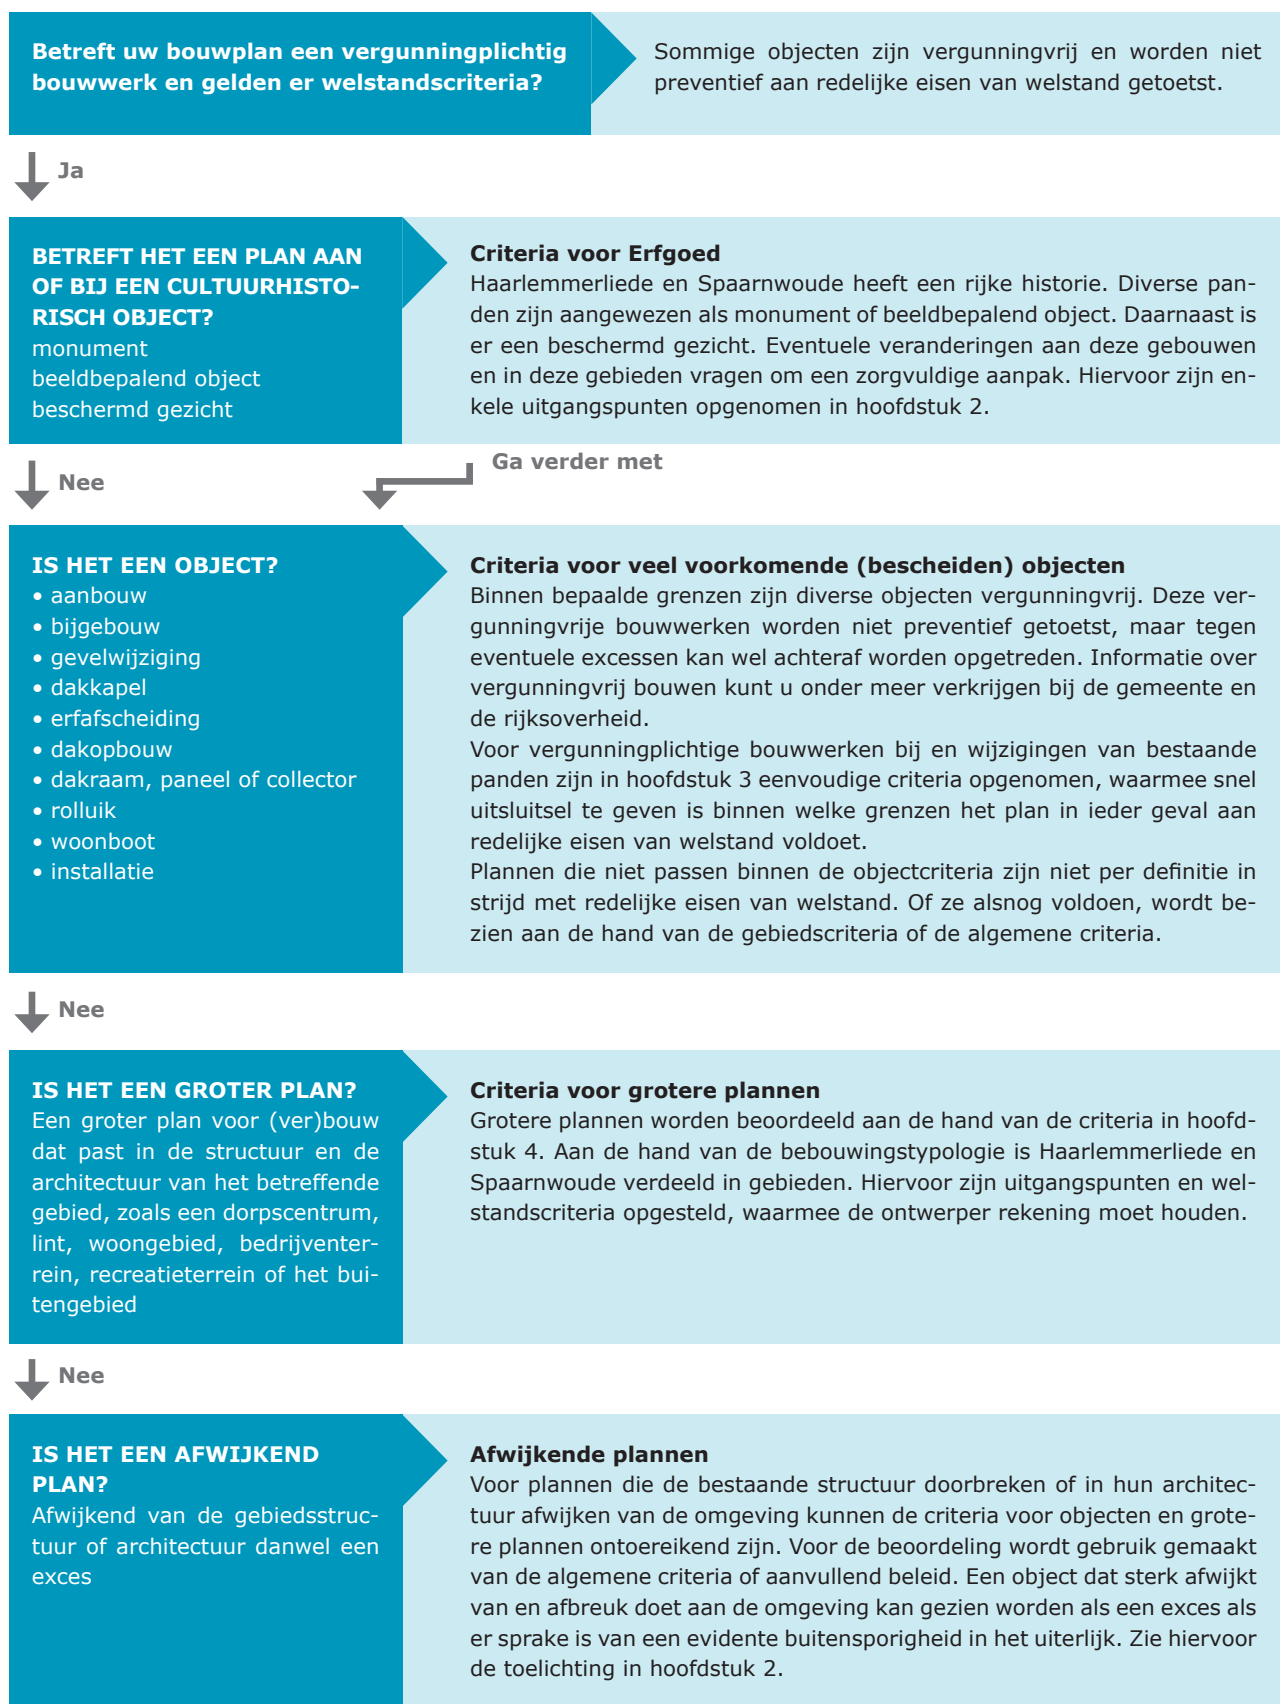 Betreft uw bouwplan een vergunningplichtig
bouwwerk en gelden er welstandscriteria?
Sommige objecten zijn vergunningvrij en worden niet
preventief aan redelijke eisen van welstand getoetst.
Ja
BETREFT HET EEN PLAN AAN
OF BIJ EEN CULTUURHISTO-
RISCH OBJECT?
monument
beeldbepalend object
beschermd gezicht
Criteria voor Erfgoed
Haarlemmerliede en Spaarnwoude heeft een rijke historie. Diverse pan-
den zijn aangewezen als monument of beeldbepalend object. Daarnaast is
er een beschermd gezicht. Eventuele veranderingen aan deze gebouwen
en in deze gebieden vragen om een zorgvuldige aanpak. Hiervoor zijn en-
kele uitgangspunten opgenomen in hoofdstuk 2.
Nee
Ga verder met
IS HET EEN OBJECT?
• aanbouw
• bijgebouw
• gevelwijziging
• dakkapel
• erfafscheiding
• dakopbouw
• dakraam, paneel of collector
• rolluik
• woonboot
• installatie
Criteria voor veel voorkomende (bescheiden) objecten
Binnen bepaalde grenzen zijn diverse objecten vergunningvrij. Deze ver-
gunningvrije bouwwerken worden niet preventief getoetst, maar tegen
eventuele excessen kan wel achteraf worden opgetreden. Informatie over
vergunningvrij bouwen kunt u onder meer verkrijgen bij de gemeente en
de rijksoverheid.
Voor vergunningplichtige bouwwerken bij en wijzigingen van bestaande
panden zijn in hoofdstuk 3 eenvoudige criteria opgenomen, waarmee snel
uitsluitsel te geven is binnen welke grenzen het plan in ieder geval aan
redelijke eisen van welstand voldoet.
Plannen die niet passen binnen de objectcriteria zijn niet per definitie in
strijd met redelijke eisen van welstand. Of ze alsnog voldoen, wordt be-
zien aan de hand van de gebiedscriteria of de algemene criteria.
Nee
IS HET EEN GROTER PLAN?
Een groter plan voor (ver)bouw
dat past in de structuur en de
architectuur van het betreffende
gebied, zoals een dorpscentrum,
lint, woongebied, bedrijventer-
rein, recreatieterrein of het bui-
tengebied
Criteria voor grotere plannen
Grotere plannen worden beoordeeld aan de hand van de criteria in hoofd-
stuk 4. Aan de hand van de bebouwingstypologie is Haarlemmerliede en
Spaarnwoude verdeeld in gebieden. Hiervoor zijn uitgangspunten en wel-
standscriteria opgesteld, waarmee de ontwerper rekening moet houden.
Nee
IS HET EEN AFWIJKEND
PLAN?
Afwijkend van de gebiedsstruc-
tuur of architectuur danwel een
exces
Afwijkende plannen
Voor plannen die de bestaande structuur doorbreken of in hun architec-
tuur afwijken van de omgeving kunnen de criteria voor objecten en grote-
re plannen ontoereikend zijn. Voor de beoordeling wordt gebruik gemaakt
van de algemene criteria of aanvullend beleid. Een object dat sterk afwijkt
van en afbreuk doet aan de omgeving kan gezien worden als een exces als
er sprake is van een evidente buitensporigheid in het uiterlijk. Zie hiervoor
de toelichting in hoofdstuk 2.